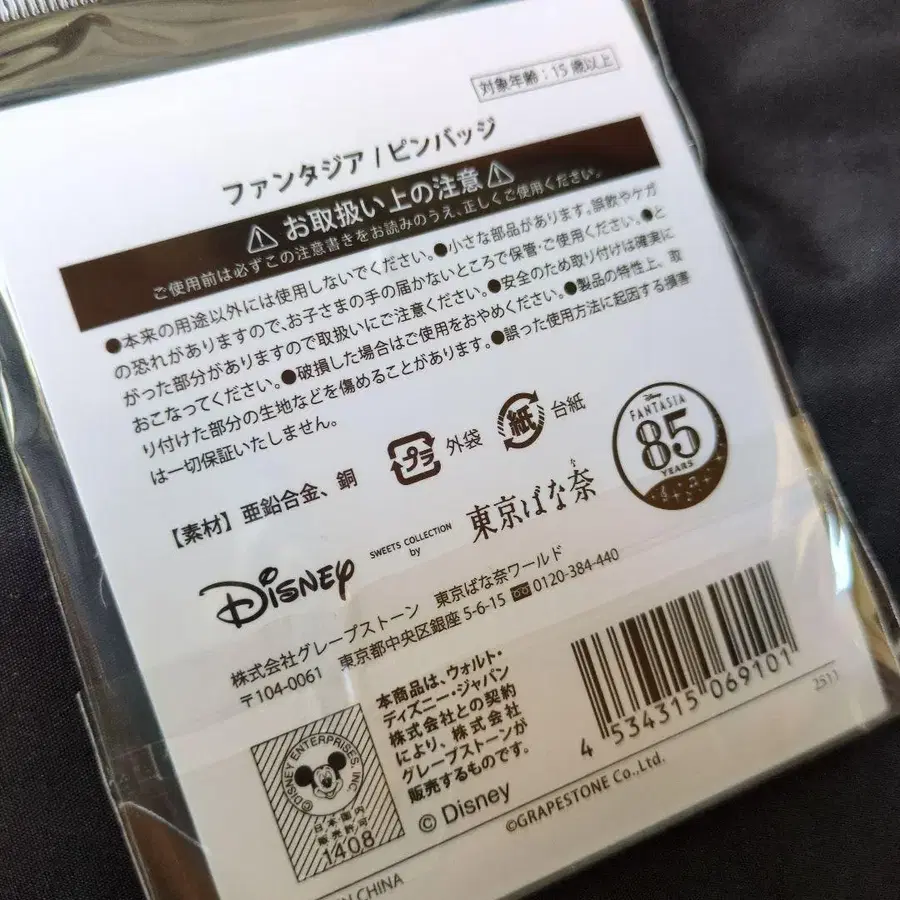 対象年齢：15歳以上
ファンタジア / ピンバッジ
お取扱い上の注意
ご使用前は必ずこの注意書きをお読みのうえ、正しくご使用ください。
●本来の用途以外には使用しないでください。●小さな部品があります。誤飲やケガ
の恐れがありますので、お子さまの手の届かないところで保管・ご使用ください。●と
がった部分がありますので取扱いにご注意ください。●安全のため取り付けは確実に
おこなってください。●破損した場合はご使用をおやめください。●製品の特性上、取
り付けた部分の生地などを傷めることがあります。●誤った使用方法に起因する損害
は一切保証いたしません。
【素材】亜鉛合金、銅
プラ 外袋 紙 台紙
Disney FANTASIA
85
YEARS
Disney SWEETS COLLECTION by 東京ばな奈
株式会社グレープストーン 東京ばな奈ワールド
〒104-0061 東京都中央区銀座5-6-15 0120-384-440
本商品は、ウォルト・
ディズニー・ジャパン
株式会社との契約
により、株式会社
グレープストーンが
販売するものです。
© Disney
©DISNEY ENTERPRISES, INC.
日本国内
販売許可
1408
4 534315 069101
2511
©GRAPESTONE Co.,Ltd.
CHINA